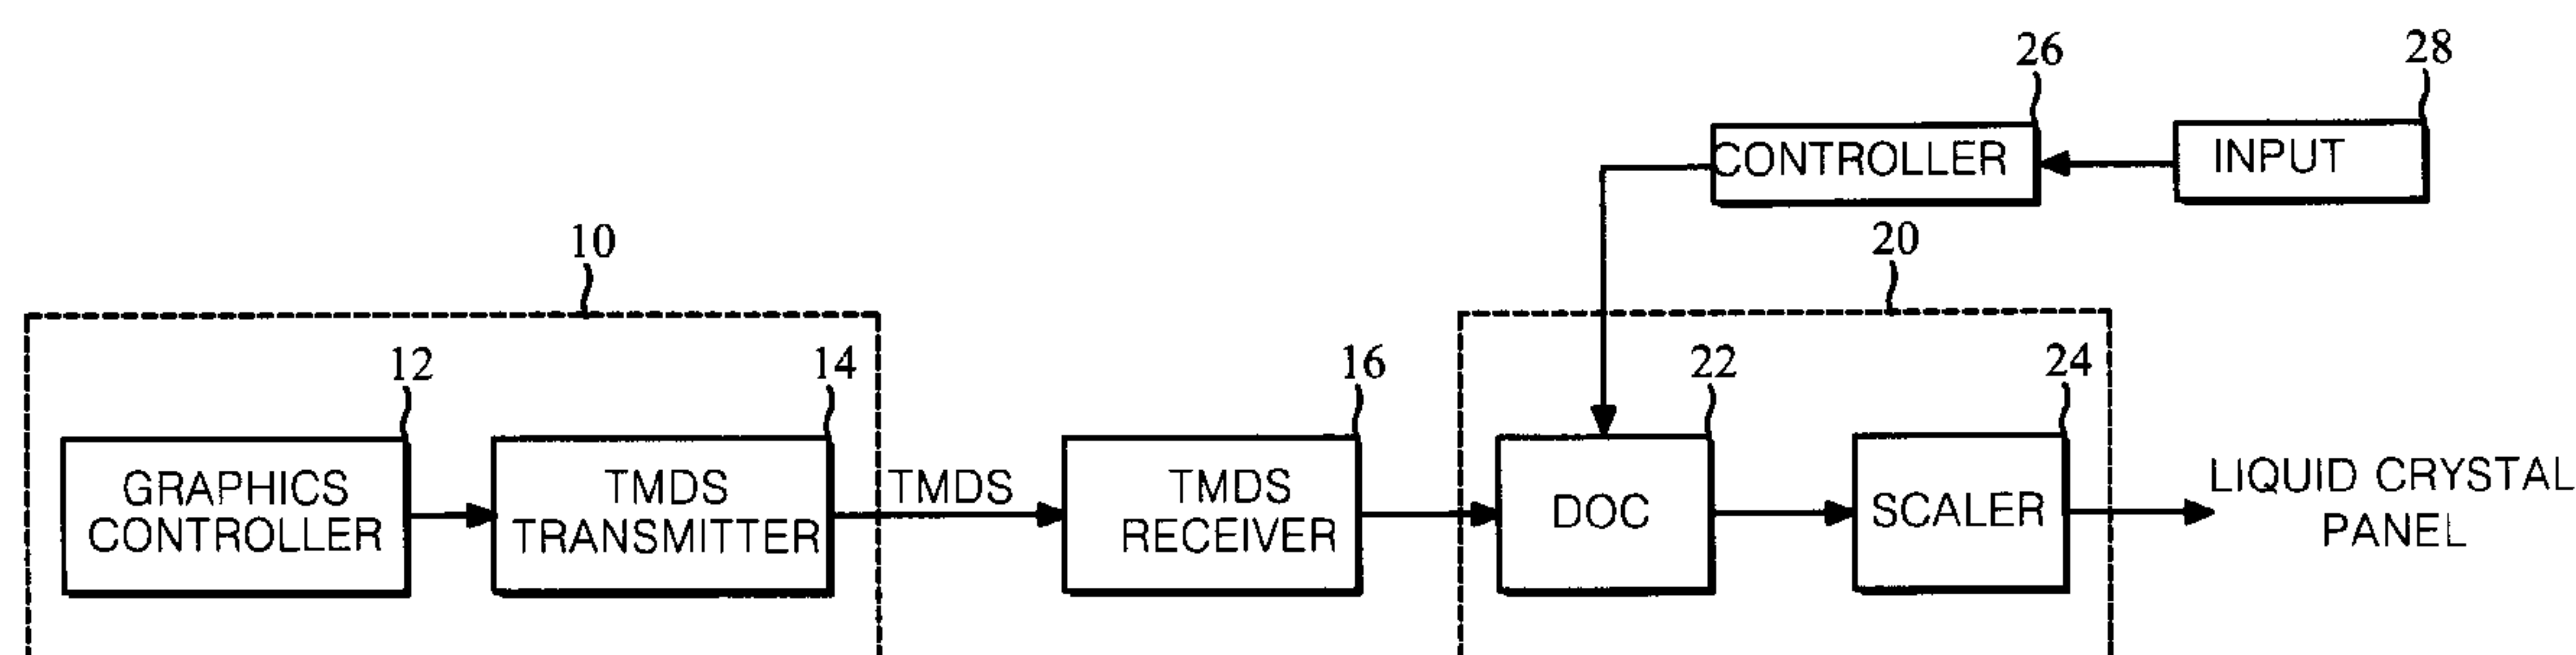 26
28
CONTROLLER
INPUT
10
20
12
14
16
22
24
GRAPHICS
CONTROLLER
TMDS
TRANSMITTER
TMDS
TMDS
RECEIVER
DOC
SCALER
LIQUID CRYSTAL
PANEL